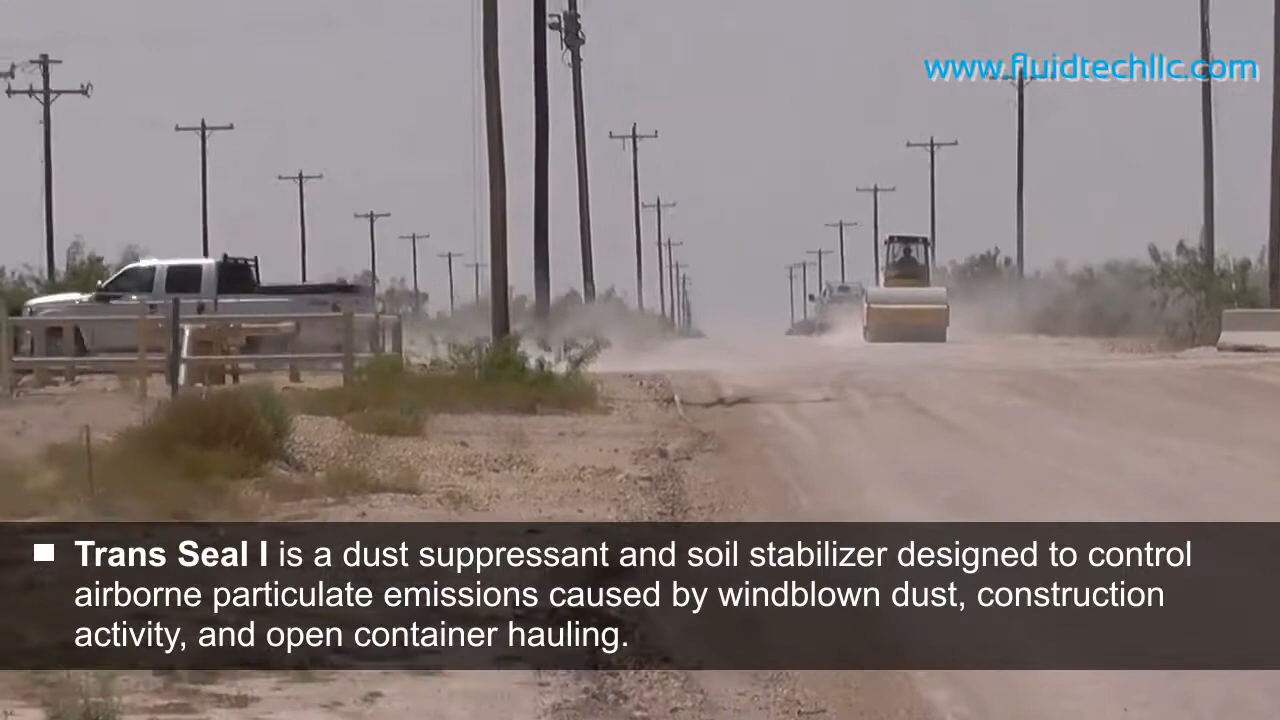 www.fluidtechllc.com
Trans Seal I is a dust suppressant and soil stabilizer designed to control
airborne particulate emissions caused by windblown dust, construction
activity, and open container hauling.